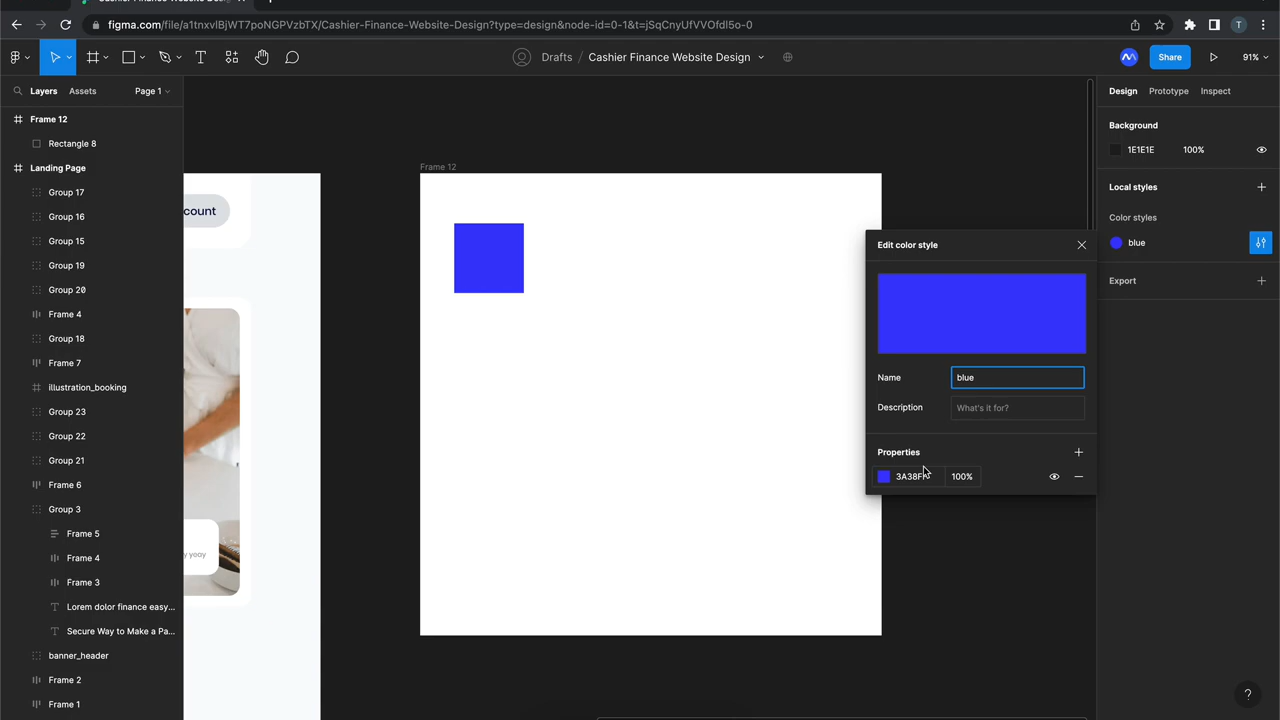 figma.com/file/a1tnxvlBjWT7poNGPVzbTX/Cashier-Finance-Website-Design?type=design&node-id=0-1&t=jSqCnyUfVVOfdl5o-0
T
Drafts / Cashier Finance Website Design
Share
91%
Layers
Assets
Page 1
Design
Prototype
Inspect
Frame 12
Rectangle 8
Landing Page
Group 17
Group 16
Group 15
Group 19
Group 20
Frame 4
Group 18
Frame 7
illustration_booking
Group 23
Group 22
Group 21
Frame 6
Group 3
Frame 5
Frame 4
Frame 3
Lorem dolor finance easy...
Secure Way to Make a Pa...
banner_header
Frame 2
Frame 1
count
y yeay
Frame 12
Edit color style
Name
blue
Description
What's it for?
Properties
3A38FF
100%
Background
1E1E1E
100%
Local styles
Color styles
blue
Export
?